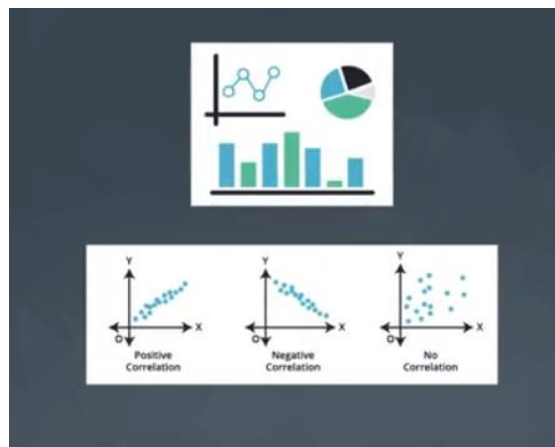 Y
X
O
Positive
Correlation
Y
X
O
Negative
Correlation
Y
X
O
No
Correlation